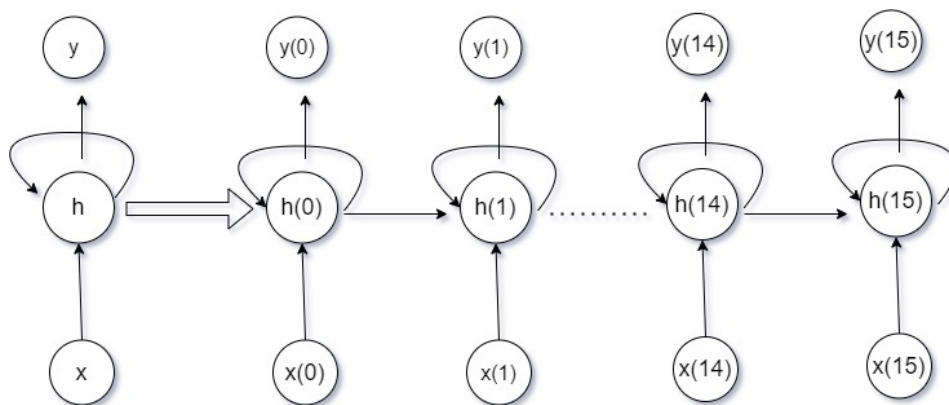 y y(0) y(1) y(14) y(15)
h h(0) h(1) h(14) h(15)
x x(0) x(1) x(14) x(15)